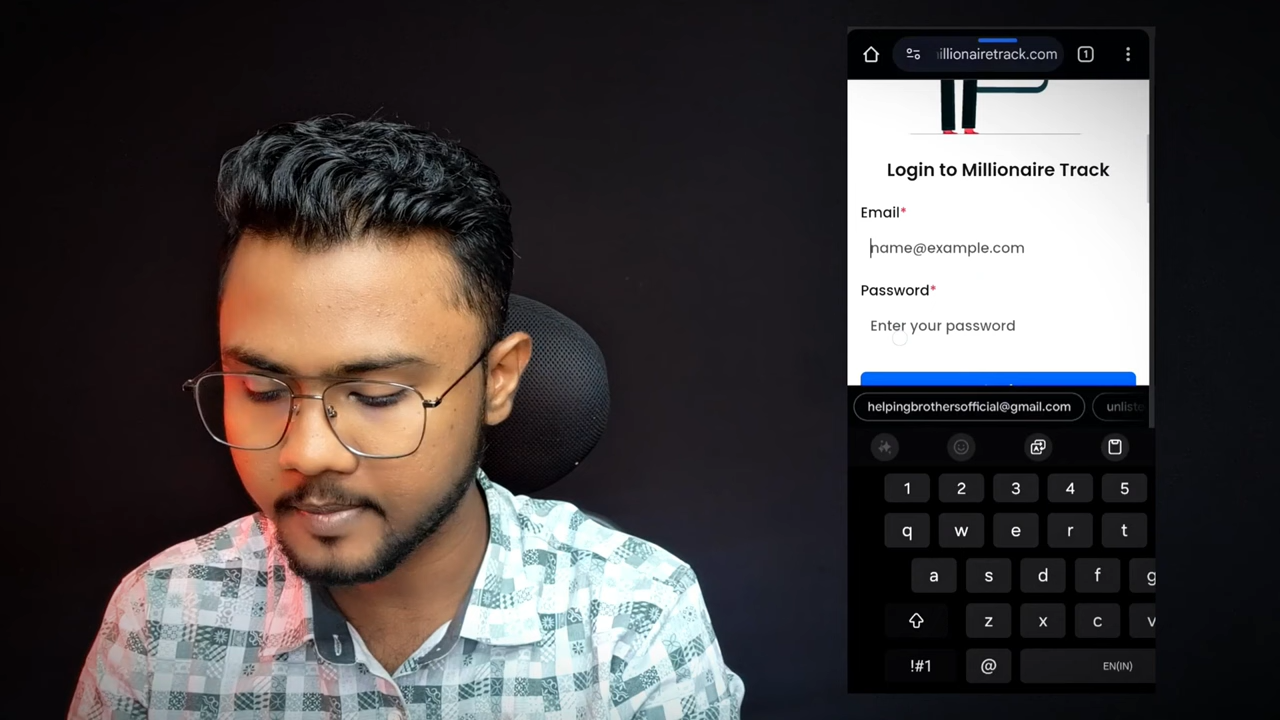 illionairetrack.com
1
Login to Millionaire Track
Email*
name@example.com
Password*
Enter your password
helpingbrothersofficial@gmail.com
unliste
1 2 3 4 5
q w e r t
a s d f g
z x c v
!#1 @ EN(IN)